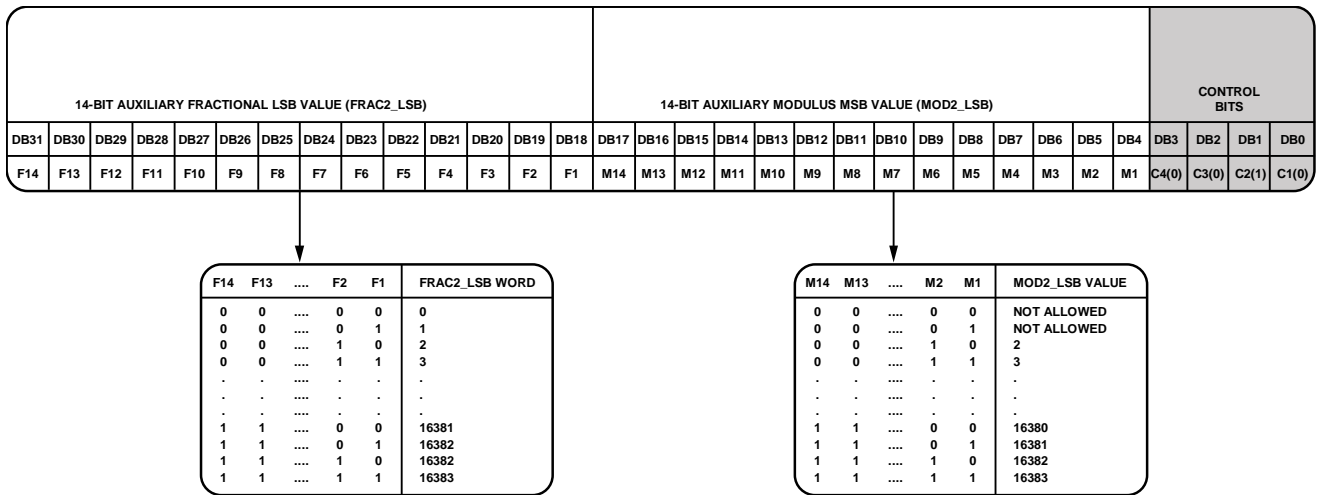 14-BIT AUXILIARY FRACTIONAL LSB VALUE (FRAC2_LSB) 14-BIT AUXILIARY MODULUS MSB VALUE (MOD2_LSB) CONTROL
BITS
DB31 DB30 DB29 DB28 DB27 DB26 DB25 DB24 DB23 DB22 DB21 DB20 DB19 DB18 DB17 DB16 DB15 DB14 DB13 DB12 DB11 DB10 DB9 DB8 DB7 DB6 DB5 DB4 DB3 DB2 DB1 DB0
F14 F13 F12 F11 F10 F9 F8 F7 F6 F5 F4 F3 F2 F1 M14 M13 M12 M11 M10 M9 M8 M7 M6 M5 M4 M3 M2 M1 C4(0) C3(0) C2(1) C1(0)
F14 F13 .... F2 F1 FRAC2_LSB WORD
0 0 .... 0 0 0
0 0 .... 0 1 1
0 0 .... 1 0 2
0 0 .... 1 1 3
. . .... . . .
. . .... . . .
. . .... . . .
1 1 .... 0 0 16381
1 1 .... 0 1 16382
1 1 .... 1 0 16382
1 1 .... 1 1 16383
M14 M13 .... M2 M1 MOD2_LSB VALUE
0 0 .... 0 0 NOT ALLOWED
0 0 .... 0 1 NOT ALLOWED
0 0 .... 1 0 2
0 0 .... 1 1 3
. . .... . . .
. . .... . . .
. . .... . . .
1 1 .... 0 0 16380
1 1 .... 0 1 16381
1 1 .... 1 0 16382
1 1 .... 1 1 16383